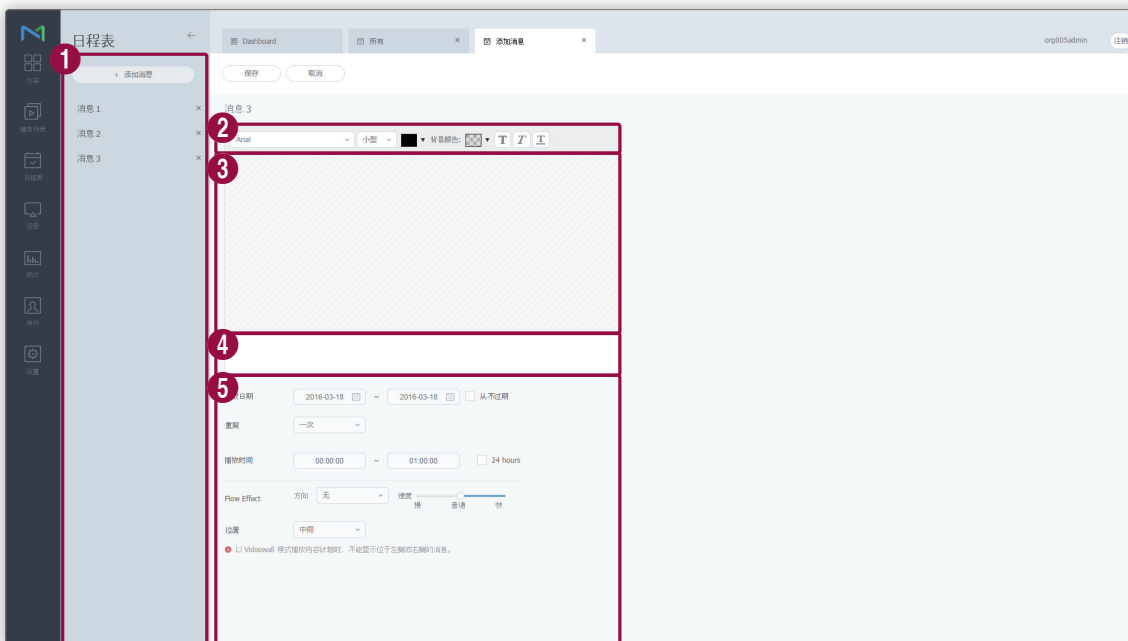 日程表
←
Dashboard
所有 ×
添加消息 ×
org005admin
注销
1
+ 添加消息
保存
取消
内容
播放列表
日程表
设备
统计
用户
设置
消息 1 ×
消息 2 ×
消息 3 ×
消息 3
2
Arial
小型
背景颜色:
T T T
3
4
5
日期
2016-03-18 ~ 2016-03-18 从不过期
重复 一次
播放时间 00:00:00 ~ 01:00:00 24 hours
Flow Effect 方向 无 速度
慢 普通 快
位置 中间
以 Videowall 模式播放内容计划时，不能显示位于左侧或右侧的消息。